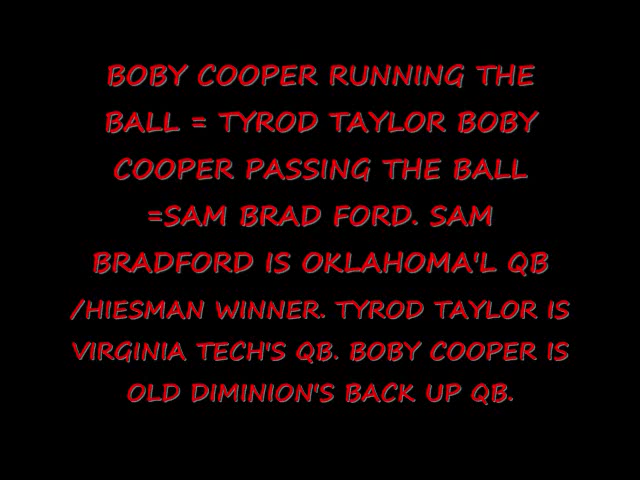 BOBY COOPER RUNNING THE
BALL = TYROD TAYLOR BOBY
COOPER PASSING THE BALL
=SAM BRAD FORD. SAM
BRADFORD IS OKLAHOMA'L QB
/HIESMAN WINNER. TYROD TAYLOR IS
VIRGINIA TECH'S QB. BOBY COOPER IS
OLD DIMINION'S BACK UP QB.